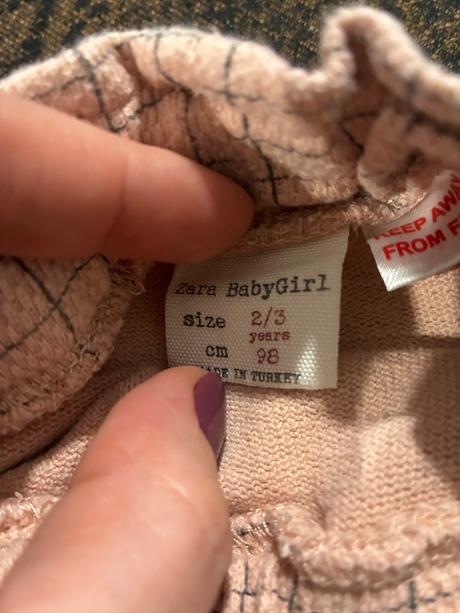 Zara BabyGirl
size 2/3
years
cm 98
MADE IN TURKEY
KEEP AWAY
FROM